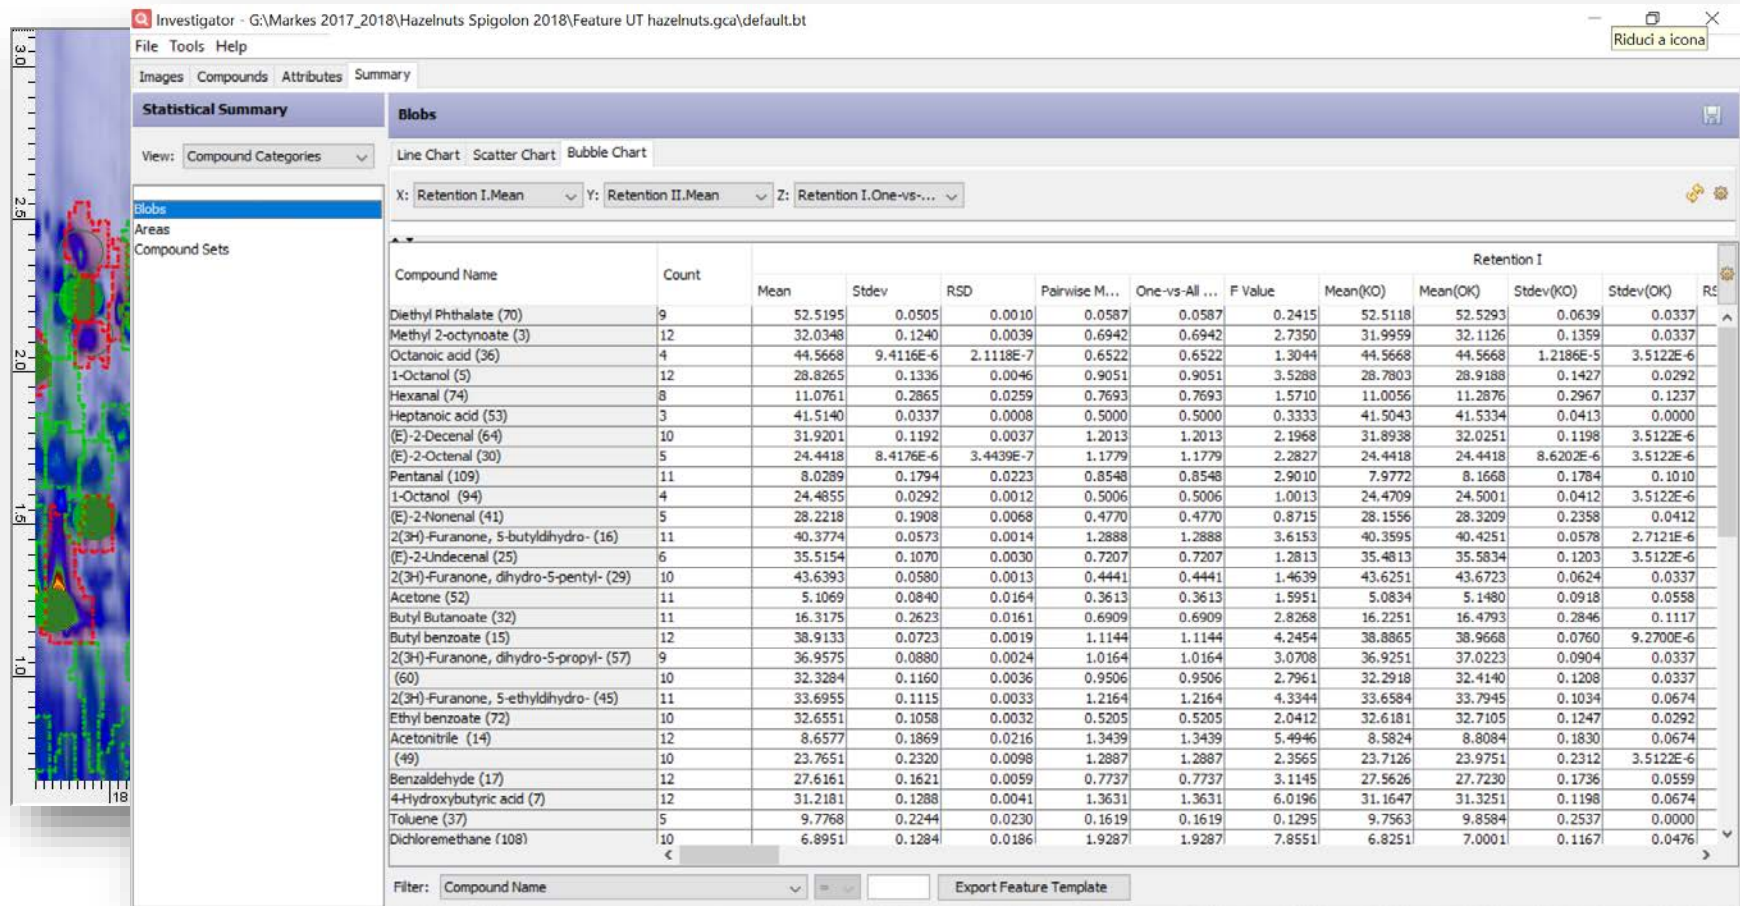 Investigator - G:\Markes 2017_2018\Hazelnuts Spigolon 2018\Feature UT hazelnuts.gca\default.bt
Riduci a icona
File Tools Help
Images Compounds Attributes Summary
Statistical Summary
Blobs
View: Compound Categories
Line Chart Scatter Chart Bubble Chart
X: Retention I.Mean Y: Retention II.Mean Z: Retention I.One-vs-...
Blobs
Areas
Compound Sets
Retention I
Compound Name Count Mean Stdev RSD Pairwise M... One-vs-All ... F Value Mean(KO) Mean(OK) Stdev(KO) Stdev(OK) RS
Diethyl Phthalate (70) 9 52.5195 0.0505 0.0010 0.0587 0.0587 0.2415 52.5118 52.5293 0.0639 0.0337
Methyl 2-octynoate (3) 12 32.0348 0.1240 0.0039 0.6942 0.6942 2.7350 31.9959 32.1126 0.1359 0.0337
Octanoic acid (36) 4 44.5668 9.4116E-6 2.1118E-7 0.6522 0.6522 1.3044 44.5668 44.5668 1.2186E-5 3.5122E-6
1-Octanol (5) 12 28.8265 0.1336 0.0046 0.9051 0.9051 3.5288 28.7803 28.9188 0.1427 0.0292
Hexanal (74) 8 11.0761 0.2865 0.0259 0.7693 0.7693 1.5710 11.0056 11.2876 0.2967 0.1237
Heptanoic acid (53) 3 41.5140 0.0337 0.0008 0.5000 0.5000 0.3333 41.5043 41.5334 0.0413 0.0000
(E)-2-Decenal (64) 10 31.9201 0.1192 0.0037 1.2013 1.2013 2.1968 31.8938 32.0251 0.1198 3.5122E-6
(E)-2-Octenal (30) 5 24.4418 8.4176E-6 3.4439E-7 1.1779 1.1779 2.2827 24.4418 24.4418 8.6202E-6 3.5122E-6
Pentanal (109) 11 8.0289 0.1794 0.0223 0.8548 0.8548 2.9010 7.9772 8.1668 0.1784 0.1010
1-Octanol (94) 4 24.4855 0.0292 0.0012 0.5006 0.5006 1.0013 24.4709 24.5001 0.0412 3.5122E-6
(E)-2-Nonenal (41) 5 28.2218 0.1908 0.0068 0.4770 0.4770 0.8715 28.1556 28.3209 0.2358 0.0412
2(3H)-Furanone, 5-butyldihydro- (16) 11 40.3774 0.0573 0.0014 1.2888 1.2888 3.6153 40.3595 40.4251 0.0578 2.7121E-6
(E)-2-Undecenal (25) 6 35.5154 0.1070 0.0030 0.7207 0.7207 1.2813 35.4813 35.5834 0.1203 3.5122E-6
2(3H)-Furanone, dihydro-5-pentyl- (29) 10 43.6393 0.0580 0.0013 0.4441 0.4441 1.4639 43.6251 43.6723 0.0624 0.0337
Acetone (52) 11 5.1069 0.0840 0.0164 0.3613 0.3613 1.5951 5.0834 5.1480 0.0918 0.0558
Butyl Butanoate (32) 11 16.3175 0.2623 0.0161 0.6909 0.6909 2.8268 16.2251 16.4793 0.2846 0.1117
Butyl benzoate (15) 12 38.9133 0.0723 0.0019 1.1144 1.1144 4.2454 38.8865 38.9668 0.0760 9.2700E-6
2(3H)-Furanone, dihydro-5-propyl- (57) 9 36.9575 0.0880 0.0024 1.0164 1.0164 3.0708 36.9251 37.0223 0.0904 0.0337
(60) 10 32.3284 0.1160 0.0036 0.9506 0.9506 2.7961 32.2918 32.4140 0.1208 0.0337
2(3H)-Furanone, 5-ethyldihydro- (45) 11 33.6955 0.1115 0.0033 1.2164 1.2164 4.3344 33.6584 33.7945 0.1034 0.0674
Ethyl benzoate (72) 10 32.6551 0.1058 0.0032 0.5205 0.5205 2.0412 32.6181 32.7105 0.1247 0.0292
Acetonitrile (14) 12 8.6577 0.1869 0.0216 1.3439 1.3439 5.4946 8.5824 8.8084 0.1830 0.0674
(49) 10 23.7651 0.2320 0.0098 1.2887 1.2887 2.3565 23.7126 23.9751 0.2312 3.5122E-6
Benzaldehyde (17) 12 27.6161 0.1621 0.0059 0.7737 0.7737 3.1145 27.5626 27.7230 0.1736 0.0559
4-Hydroxybutyric acid (7) 12 31.2181 0.1288 0.0041 1.3631 1.3631 6.0196 31.1647 31.3251 0.1198 0.0674
Toluene (37) 5 9.7768 0.2244 0.0230 0.1619 0.1619 0.1295 9.7563 9.8584 0.2537 0.0000
Dichloromethane (108) 10 6.8951 0.1284 0.0186 1.9287 1.9287 7.8551 6.8251 7.0001 0.1167 0.0476
Filter: Compound Name = Export Feature Template
3.0
2.5
2.0
1.5
1.0
18